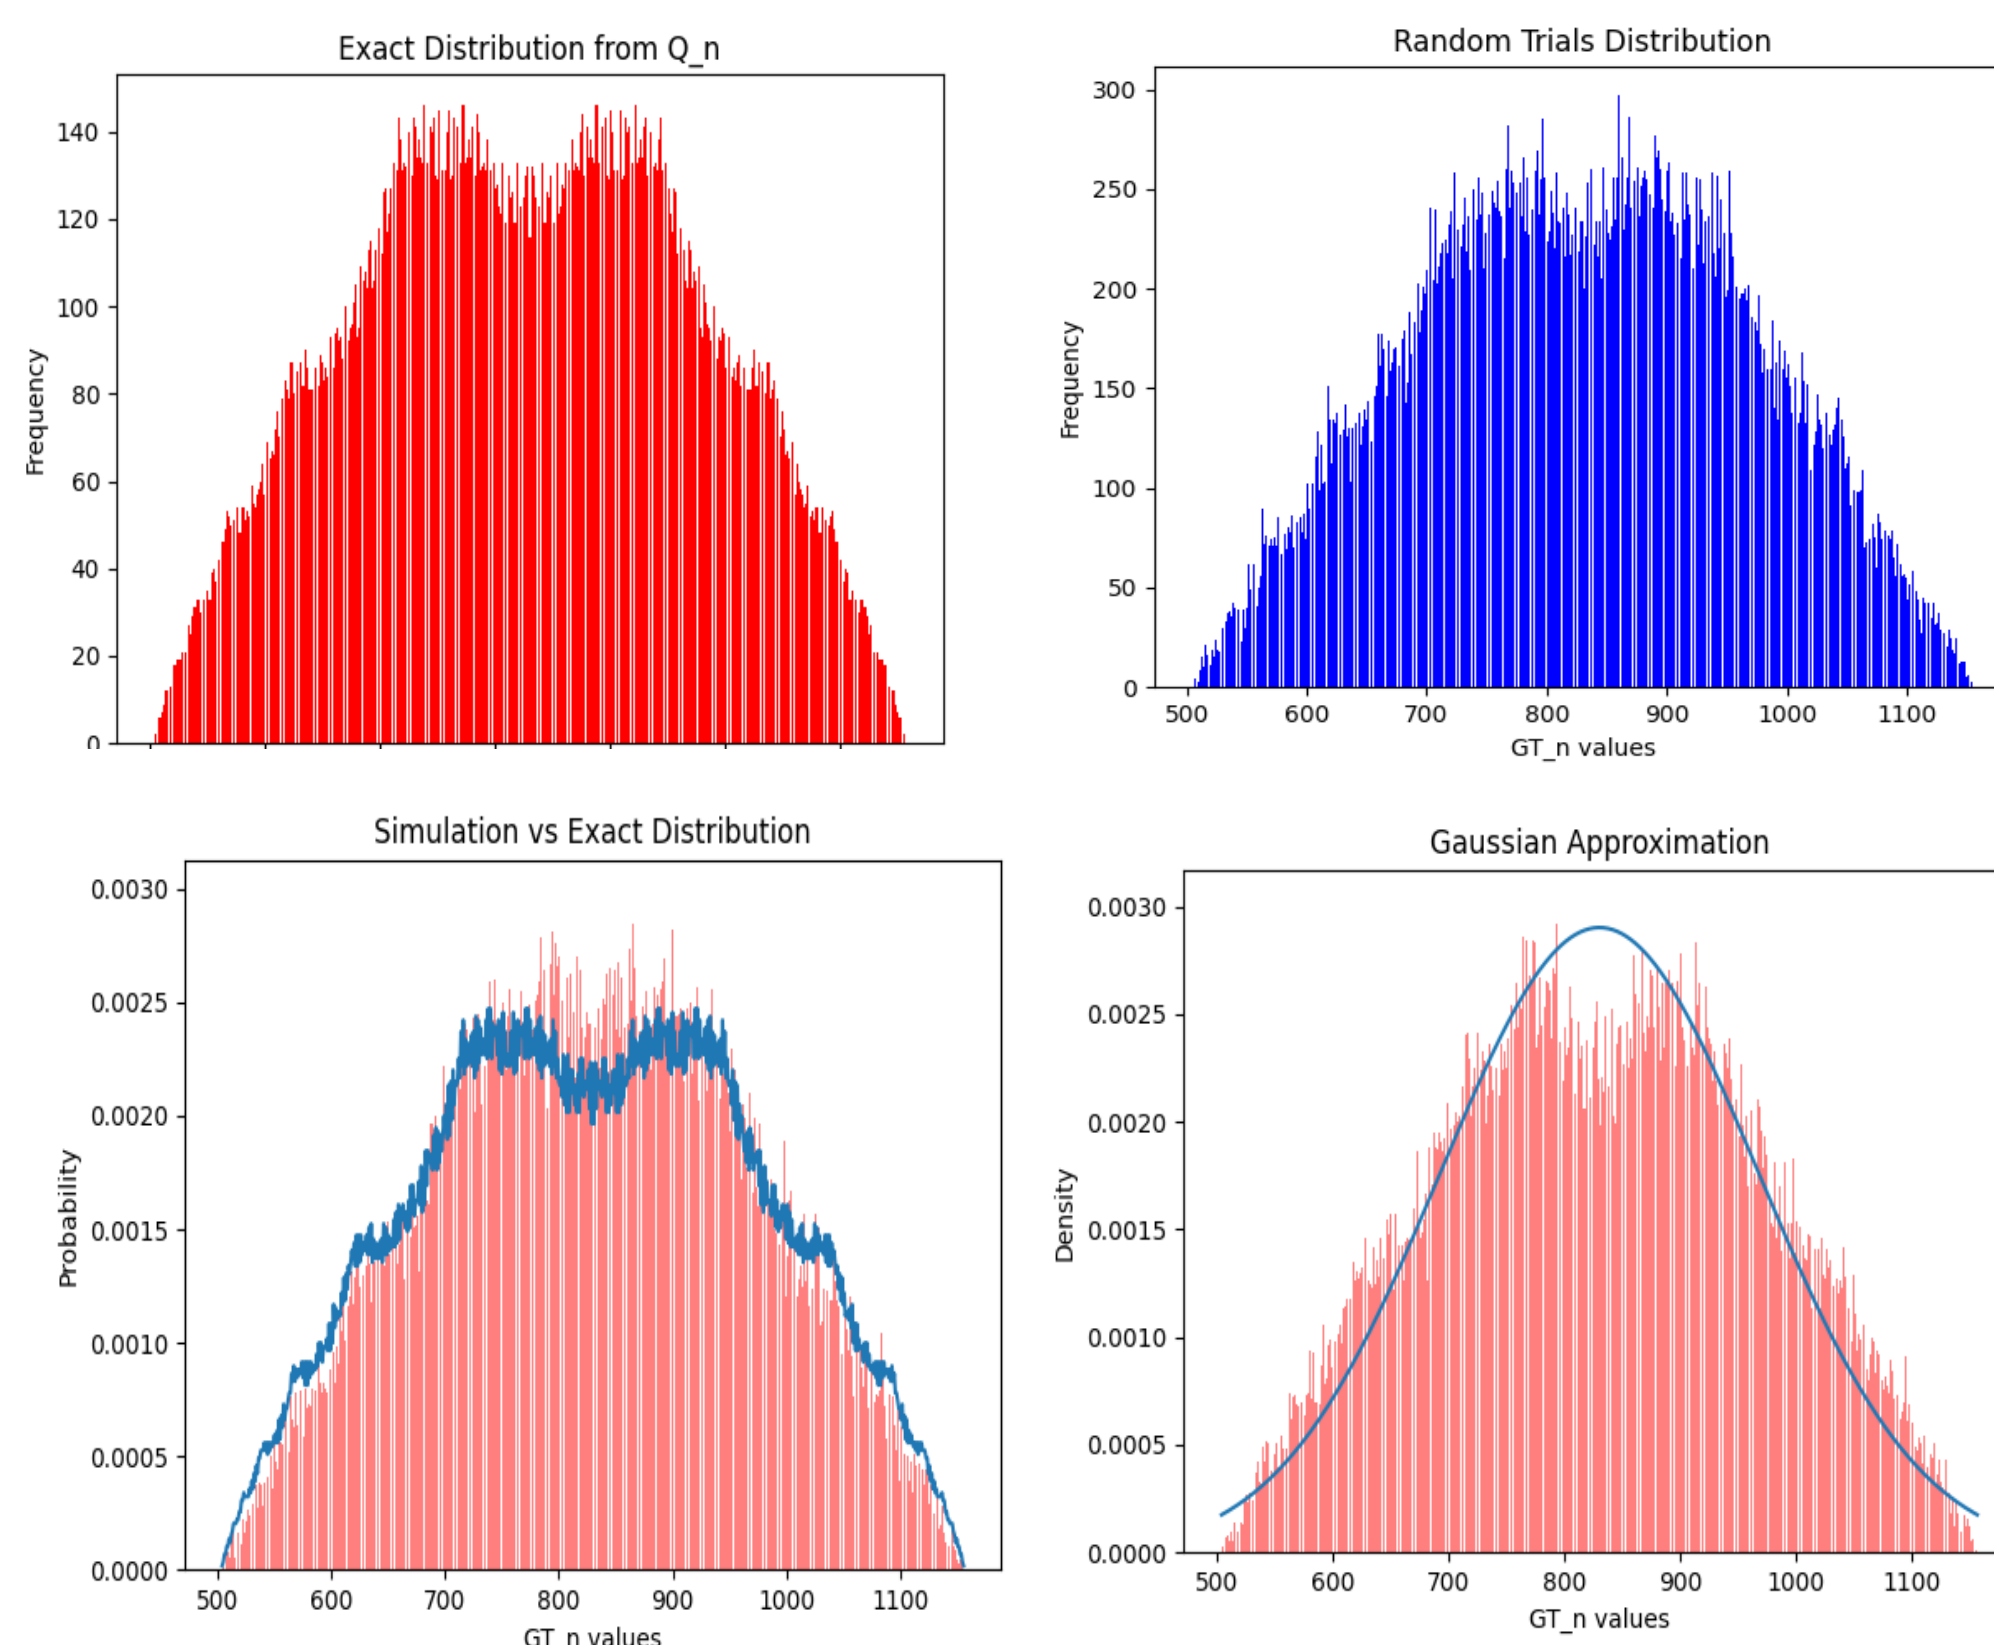 Exact Distribution from Q_n
Frequency
140
120
100
80
60
40
20
0
Random Trials Distribution
Frequency
300
250
200
150
100
50
0
500 600 700 800 900 1000 1100
GT_n values
Simulation vs Exact Distribution
Probability
0.0030
0.0025
0.0020
0.0015
0.0010
0.0005
0.0000
500 600 700 800 900 1000 1100
GT_n values
Gaussian Approximation
Density
0.0030
0.0025
0.0020
0.0015
0.0010
0.0005
0.0000
500 600 700 800 900 1000 1100
GT_n values